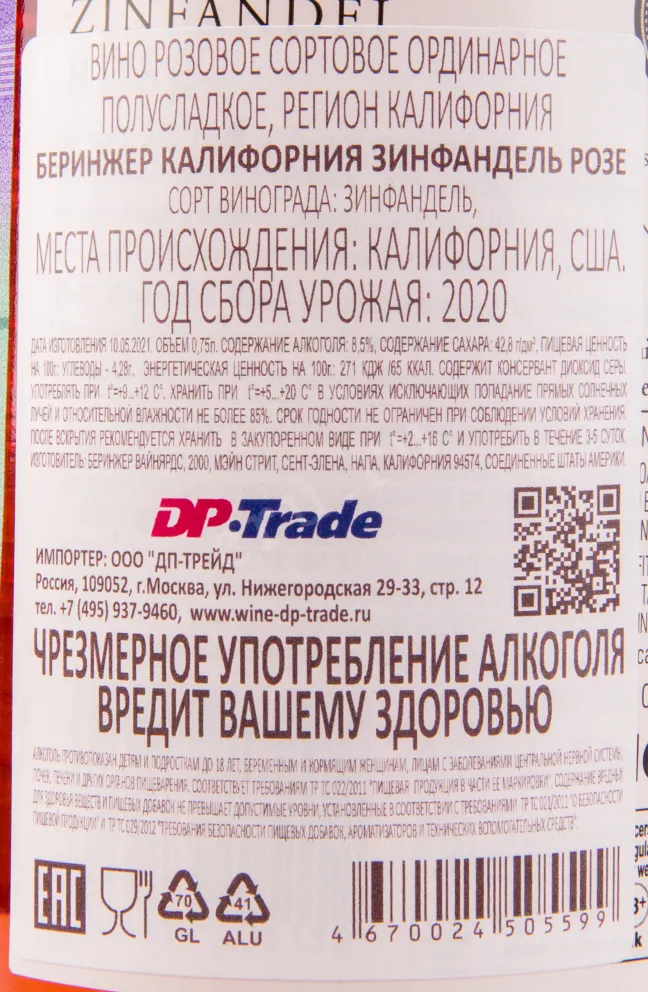 ZINFANDEL
ВИНО РОЗОВОЕ СОРТОВОЕ ОРДИНАРНОЕ
ПОЛУСЛАДКОЕ, РЕГИОН КАЛИФОРНИЯ
БЕРИНЖЕР КАЛИФОРНИЯ ЗИНФАНДЕЛЬ РОЗЕ
СОРТ ВИНОГРАДА: ЗИНФАНДЕЛЬ,
МЕСТА ПРОИСХОЖДЕНИЯ: КАЛИФОРНИЯ, США.
ГОД СБОРА УРОЖАЯ: 2020
ДАТА ИЗГОТОВЛЕНИЯ 10.05.2021. ОБЪЕМ 0,75л. СОДЕРЖАНИЕ АЛКОГОЛЯ: 8,5%, СОДЕРЖАНИЕ САХАРА: 42,8 г/дм³, ПИЩЕВАЯ ЦЕННОСТЬ
НА 100г: УГЛЕВОДЫ - 4,28г, ЭНЕРГЕТИЧЕСКАЯ ЦЕННОСТЬ НА 100г: 271 КДЖ /65 ККАЛ. СОДЕРЖИТ КОНСЕРВАНТ ДИОКСИД СЕРЫ.
УПОТРЕБЛЯТЬ ПРИ t°=+9...+12 С°. ХРАНИТЬ ПРИ t°=+5...+20 С° В УСЛОВИЯХ ИСКЛЮЧАЮЩИХ ПОПАДАНИЕ ПРЯМЫХ СОЛНЕЧНЫХ
ЛУЧЕЙ И ОТНОСИТЕЛЬНОЙ ВЛАЖНОСТИ НЕ БОЛЕЕ 85%. СРОК ГОДНОСТИ НЕ ОГРАНИЧЕН ПРИ СОБЛЮДЕНИИ УСЛОВИЙ ХРАНЕНИЯ.
ПОСЛЕ ВСКРЫТИЯ РЕКОМЕНДУЕТСЯ ХРАНИТЬ В ЗАКУПОРЕННОМ ВИДЕ ПРИ t°=+2...+16 С° И УПОТРЕБИТЬ В ТЕЧЕНИЕ 3-5 СУТОК.
ИЗГОТОВИТЕЛЬ: БЕРИНЖЕР ВАЙНЯРДС, 2000, МЭЙН СТРИТ, СЕНТ-ЭЛЕНА, НАПА, КАЛИФОРНИЯ 94574, СОЕДИНЕННЫЕ ШТАТЫ АМЕРИКИ.
DP·Trade
ИМПОРТЕР: ООО "ДП-ТРЕЙД"
Россия, 109052, г.Москва, ул. Нижегородская 29-33, стр. 12
тел. +7 (495) 937-9460, www.wine-dp-trade.ru
ЧРЕЗМЕРНОЕ УПОТРЕБЛЕНИЕ АЛКОГОЛЯ
ВРЕДИТ ВАШЕМУ ЗДОРОВЬЮ
АЛКОГОЛЬ ПРОТИВОПОКАЗАН ДЕТЯМ И ПОДРОСТКАМ ДО 18 ЛЕТ, БЕРЕМЕННЫМ И КОРМЯЩИМ ЖЕНЩИНАМ, ЛИЦАМ С ЗАБОЛЕВАНИЯМИ ЦЕНТРАЛЬНОЙ НЕРВНОЙ СИСТЕМЫ,
ПОЧЕК, ПЕЧЕНИ И ДРУГИХ ОРГАНОВ ПИЩЕВАРЕНИЯ. СООТВЕТСТВУЕТ ТРЕБОВАНИЯМ ТР ТС 022/2011 "ПИЩЕВАЯ ПРОДУКЦИЯ В ЧАСТИ ЕЕ МАРКИРОВКИ". СОДЕРЖАНИЕ ВРЕДНЫХ
ДЛЯ ЗДОРОВЬЯ ВЕЩЕСТВ И ПИЩЕВЫХ ДОБАВОК НЕ ПРЕВЫШАЕТ ДОПУСТИМЫЕ УРОВНИ, УСТАНОВЛЕННЫЕ В СООТВЕТСТВИИ С ТРЕБОВАНИЯМИ ТР ТС 021/2011 "О БЕЗОПАСНОСТИ
ПИЩЕВОЙ ПРОДУКЦИИ" И ТР ТС 029/2012 "ТРЕБОВАНИЯ БЕЗОПАСНОСТИ ПИЩЕВЫХ ДОБАВОК, АРОМАТИЗАТОРОВ И ТЕХНИЧЕСКИХ ВСПОМОГАТЕЛЬНЫХ СРЕДСТВ".
EAC
70
GL
41
ALU
4 670024 505599